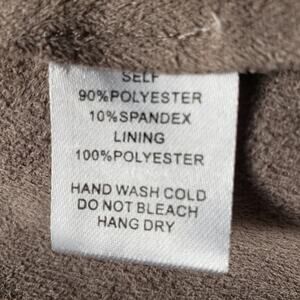 SELF
90%POLYESTER
10%SPANDEX
LINING
100%POLYESTER
HAND WASH COLD
DO NOT BLEACH
HANG DRY